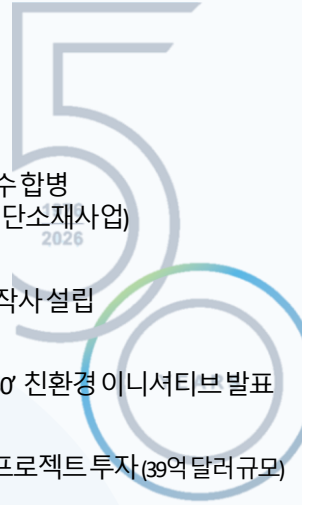 수합병
단소재사업)
2026
작사 설립
친환경 이니셔티브 발표
프로젝트 투자 (39억 달러 규모)